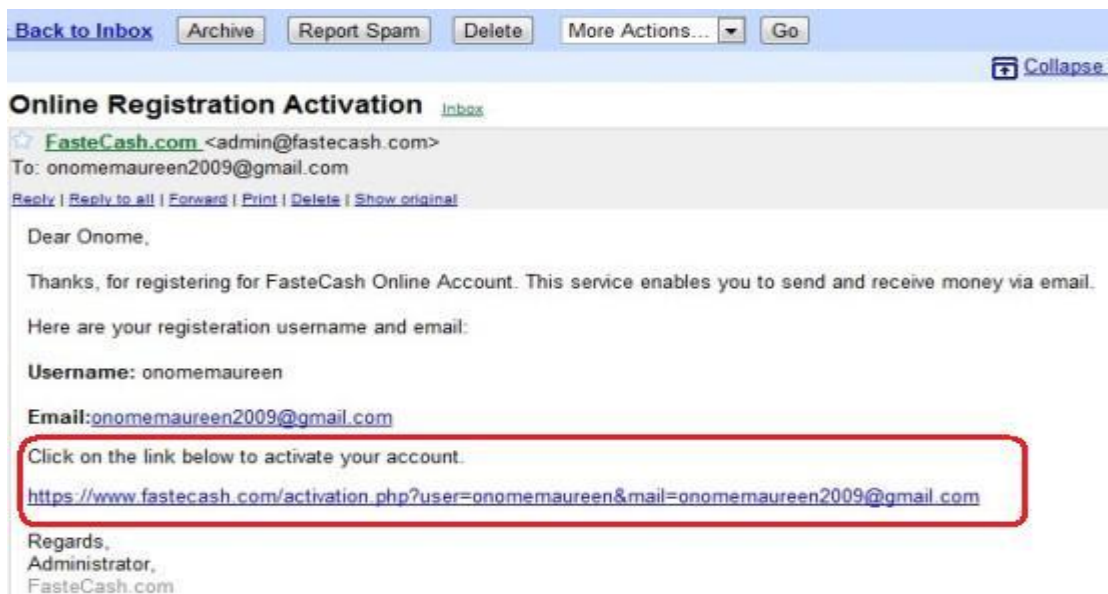 Back to Inbox Archive Report Spam Delete More Actions... Go
Collapse
Online Registration Activation Inbox
FasteCash.com <admin@fastecash.com>
To: onomemaureen2009@gmail.com
Reply | Reply to all | Forward | Print | Delete | Show original
Dear Onome,
Thanks, for registering for FasteCash Online Account. This service enables you to send and receive money via email.
Here are your registeration username and email:
Username: onomemaureen
Email:onomemaureen2009@gmail.com
Click on the link below to activate your account.
https://www.fastecash.com/activation.php?user=onomemaureen&mail=onomemaureen2009@gmail.com
Regards,
Administrator,
FasteCash.com